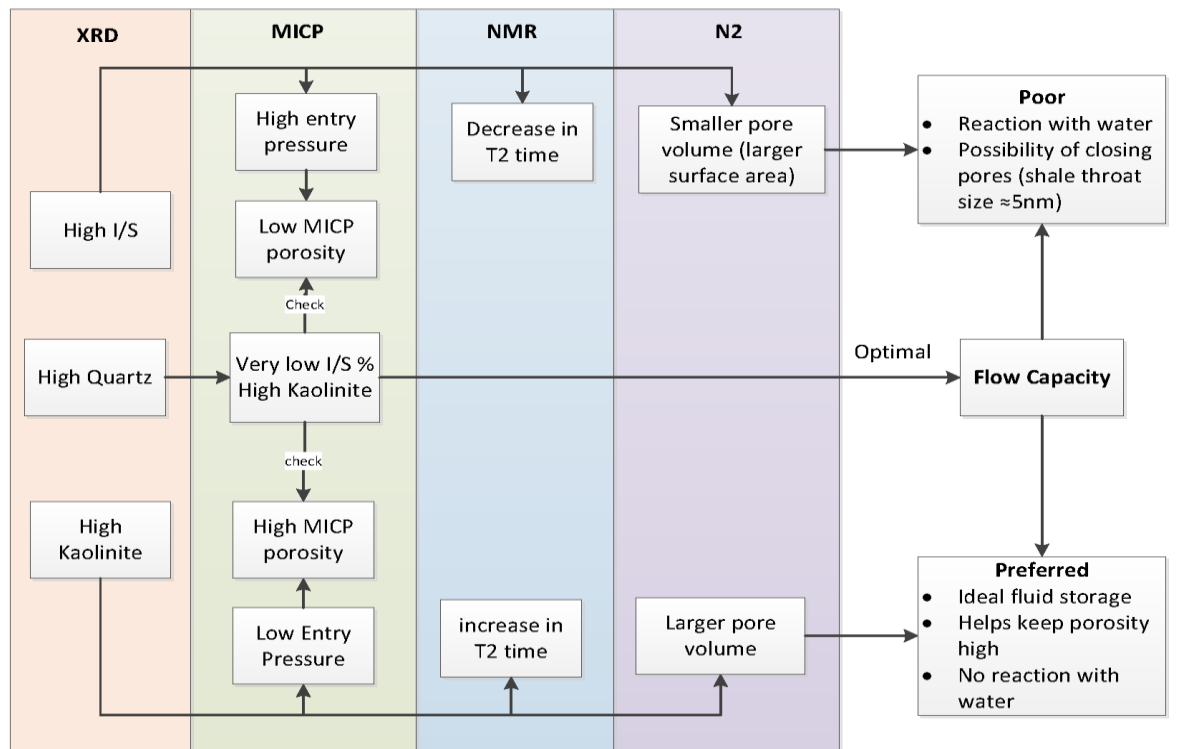 XRD
MICP
NMR
N2
High entry
pressure
Decrease in
T2 time
Smaller pore
volume (larger
surface area)
Poor
• Reaction with water
• Possibility of closing
pores (shale throat
size ≈5nm)
High I/S
Low MICP
porosity
Check
High Quartz
Very low I/S %
High Kaolinite
Optimal
Flow Capacity
check
High
Kaolinite
High MICP
porosity
Low Entry
Pressure
increase in
T2 time
Larger pore
volume
Preferred
• Ideal fluid storage
• Helps keep porosity
high
• No reaction with
water